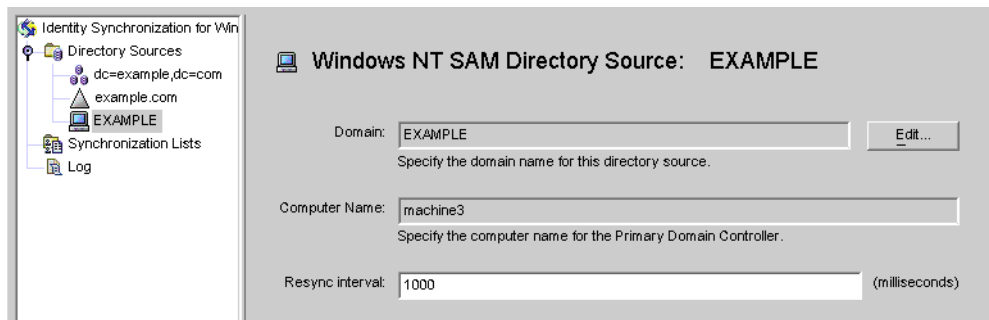 Identity Synchronization for Win
Directory Sources
dc=example,dc=com
example.com
EXAMPLE
Synchronization Lists
Log
Windows NT SAM Directory Source: EXAMPLE
Domain: EXAMPLE Edit...
Specify the domain name for this directory source.
Computer Name: machine3
Specify the computer name for the Primary Domain Controller.
Resync interval: 1000 (milliseconds)